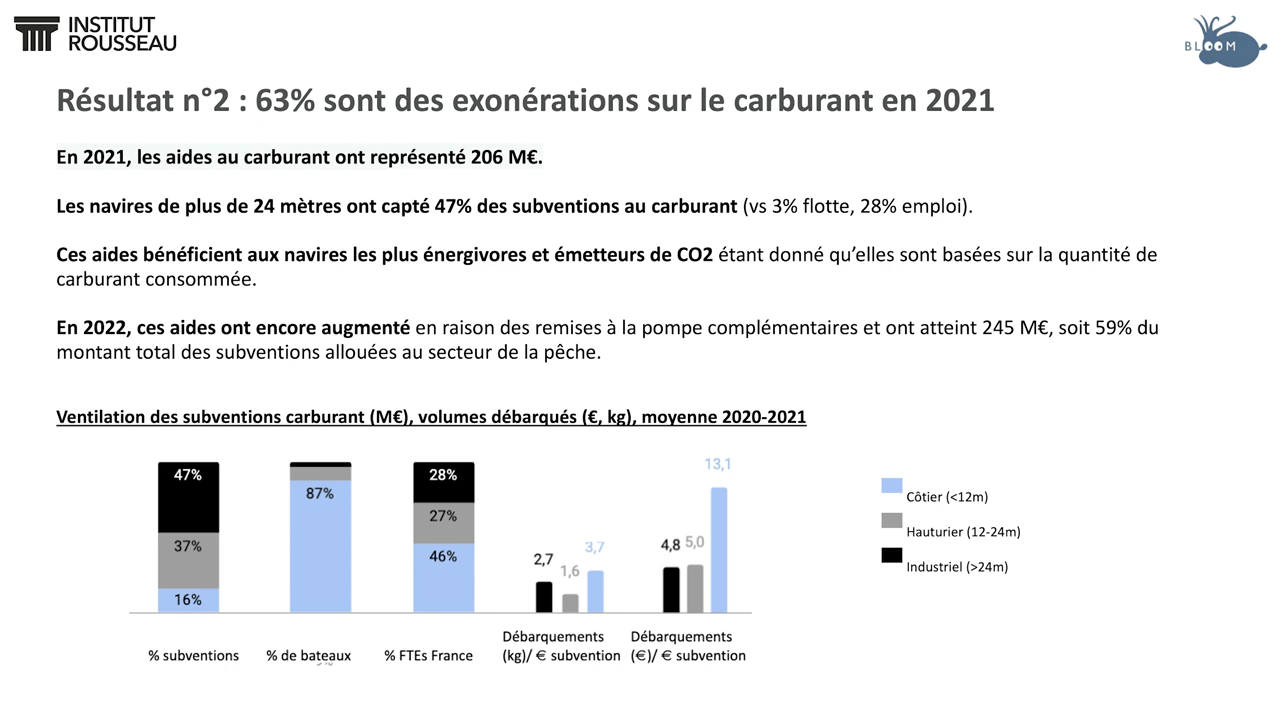 INSTITUT
ROUSSEAU
BLOOM
Résultat n°2 : 63% sont des exonérations sur le carburant en 2021
En 2021, les aides au carburant ont représenté 206 M€.
Les navires de plus de 24 mètres ont capté 47% des subventions au carburant (vs 3% flotte, 28% emploi).
Ces aides bénéficient aux navires les plus énergivores et émetteurs de CO2 étant donné qu’elles sont basées sur la quantité de
carburant consommée.
En 2022, ces aides ont encore augmenté en raison des remises à la pompe complémentaires et ont atteint 245 M€, soit 59% du
montant total des subventions allouées au secteur de la pêche.
Ventilation des subventions carburant (M€), volumes débarqués (€, kg), moyenne 2020-2021
47%
37%
16%
87%
28%
27%
46%
2,7
1,6
3,7
4,8
5,0
13,1
% subventions
% de bateaux
% FTEs France
Débarquements
(kg)/ € subvention
Débarquements
(€)/ € subvention
Côtier (<12m)
Hauturier (12-24m)
Industriel (>24m)